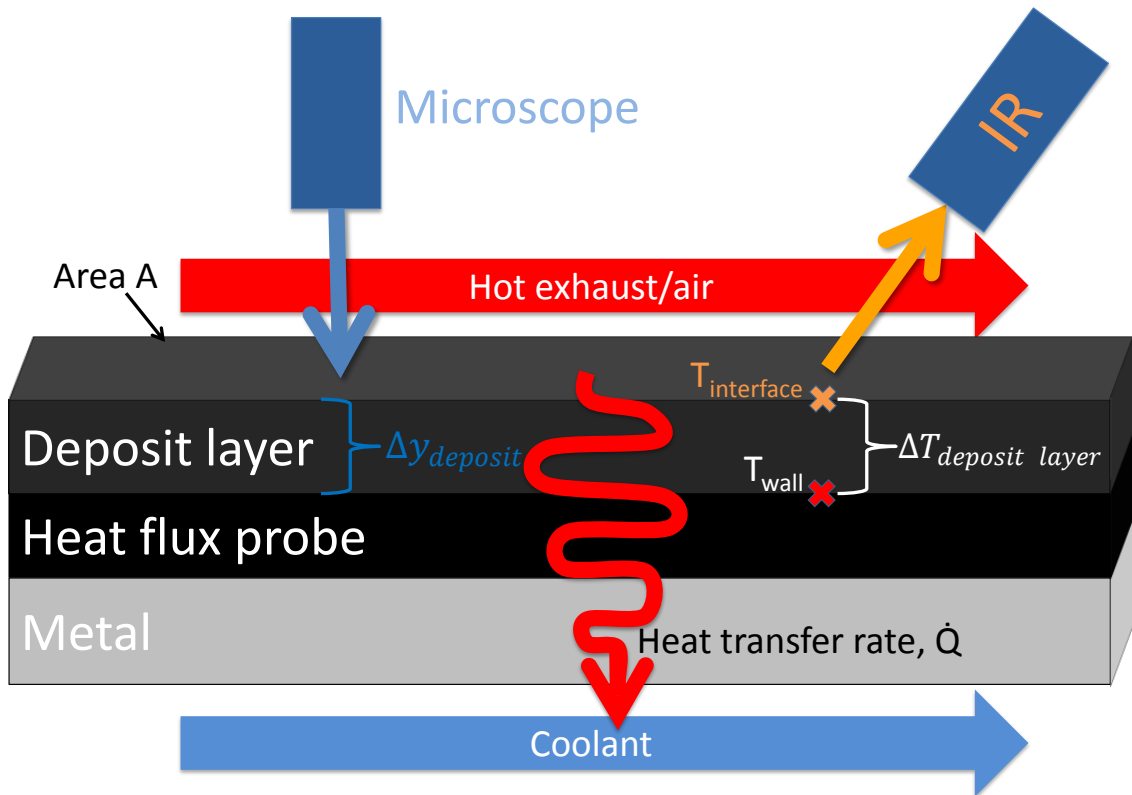 Microscope
IR
Area A
Hot exhaust/air
T_interface
Deposit layer
Δy_deposit
ΔT_deposit layer
T_wall
Heat flux probe
Metal
Heat transfer rate, Q̇
Coolant